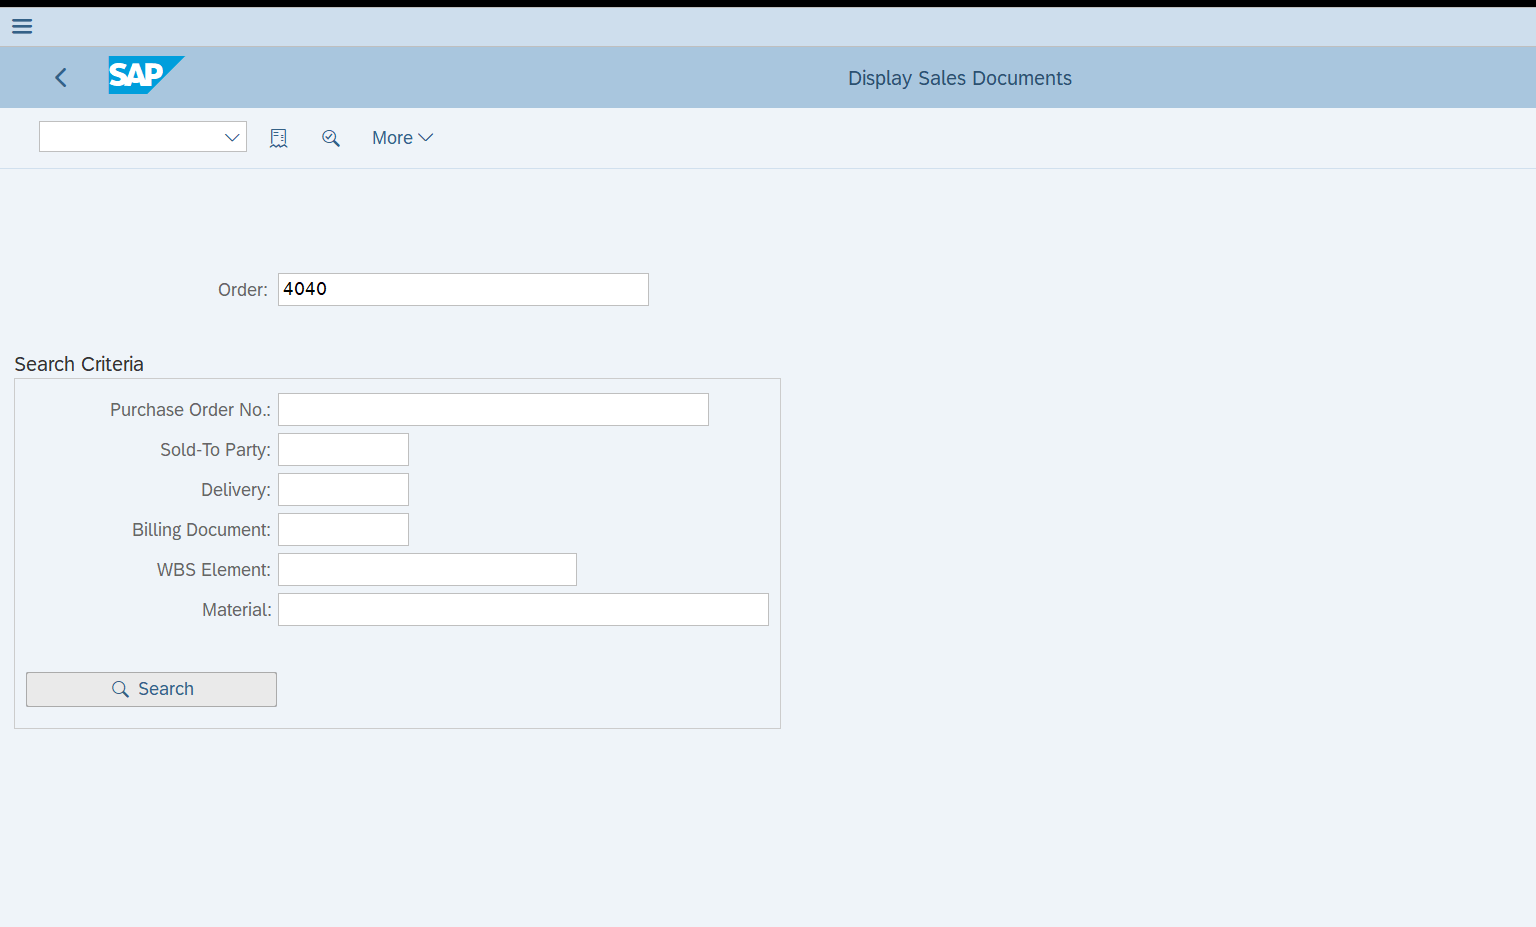 SAP
Display Sales Documents
More
Order: 4040
Search Criteria
Purchase Order No.:
Sold-To Party:
Delivery:
Billing Document:
WBS Element:
Material:
Search